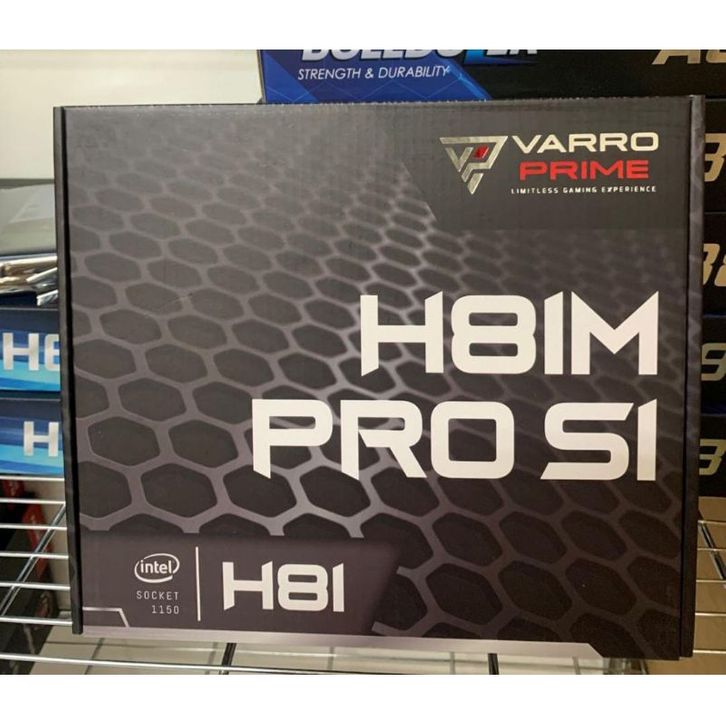 STRENGTH & DURABILITY
VARRO
PRIME
LIMITLESS GAMING EXPERIENCE
H81M
PRO S1
intel
SOCKET
1150
H81